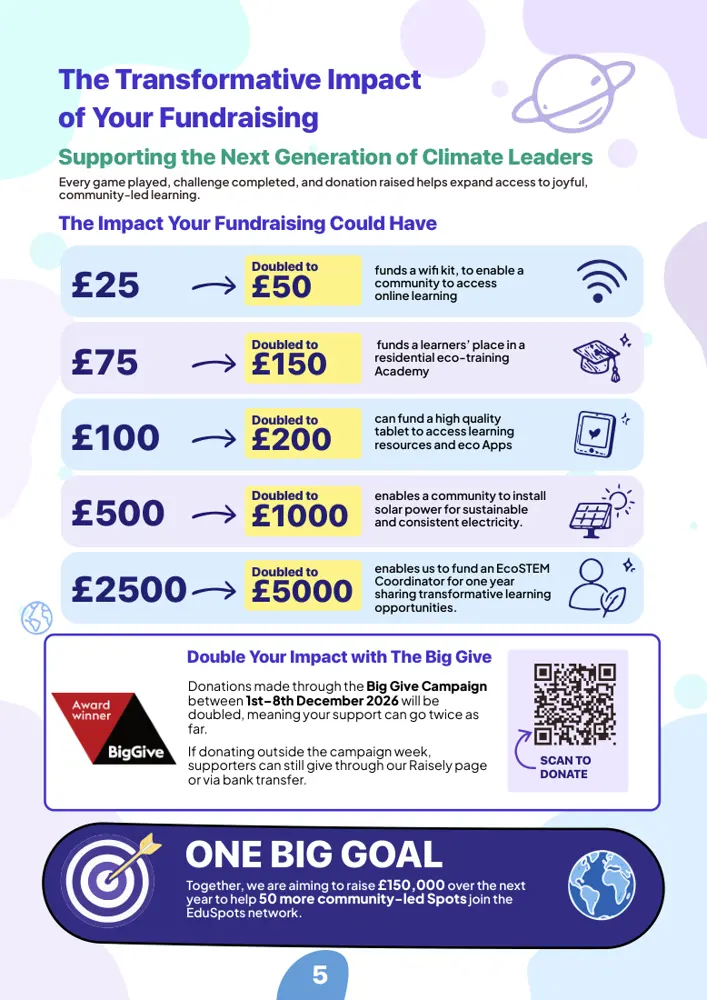 The Transformative Impact
of Your Fundraising
Supporting the Next Generation of Climate Leaders
Every game played, challenge completed, and donation raised helps expand access to joyful,
community-led learning.
The Impact Your Fundraising Could Have
£25
Doubled to
£50
funds a wifi kit, to enable a
community to access
online learning
£75
Doubled to
£150
funds a learners’ place in a
residential eco-training
Academy
£100
Doubled to
£200
can fund a high quality
tablet to access learning
resources and eco Apps
£500
Doubled to
£1000
enables a community to install
solar power for sustainable
and consistent electricity.
£2500
Doubled to
£5000
enables us to fund an EcoSTEM
Coordinator for one year
sharing transformative learning
opportunities.
Double Your Impact with The Big Give
Award
winner
BigGive
Donations made through the Big Give Campaign
between 1st–8th December 2026 will be
doubled, meaning your support can go twice as
far.
If donating outside the campaign week,
supporters can still give through our Raisely page
or via bank transfer.
SCAN TO
DONATE
ONE BIG GOAL
Together, we are aiming to raise £150,000 over the next
year to help 50 more community-led Spots join the
EduSpots network.
5